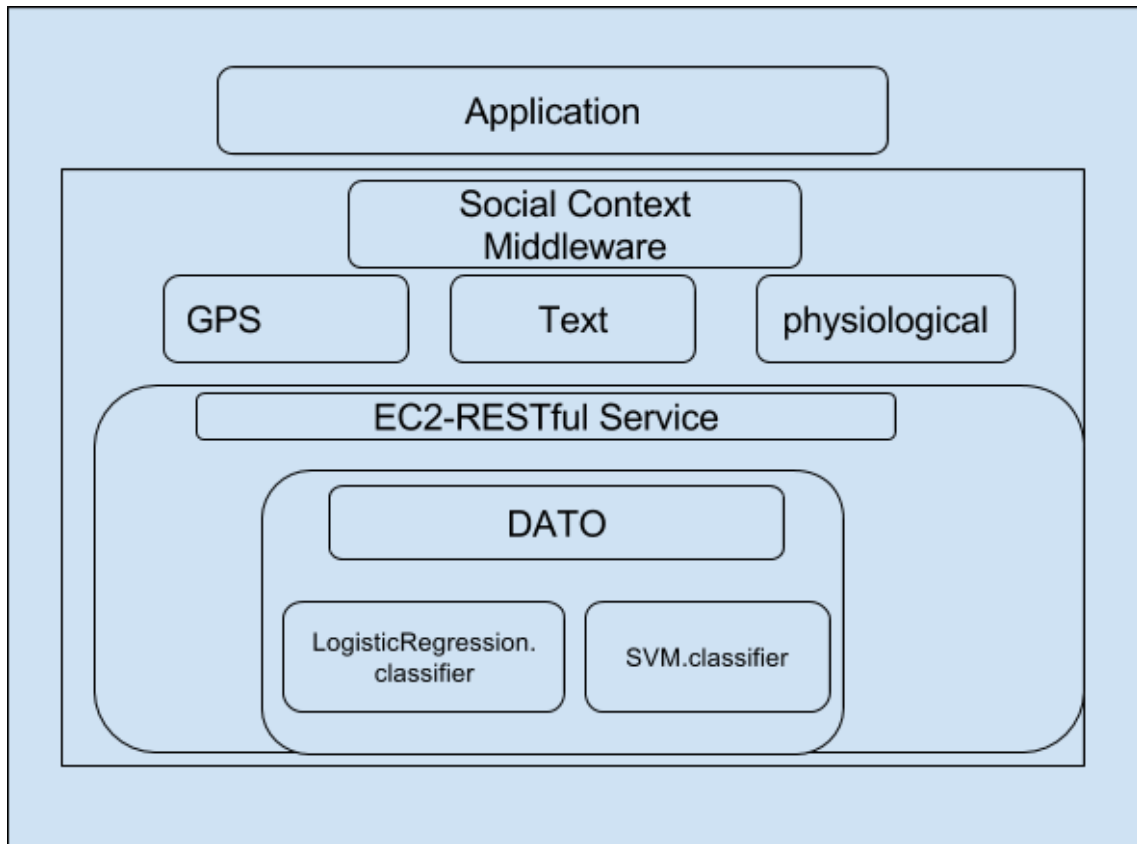 Application
Social Context
Middleware
GPS
Text
physiological
EC2-RESTful Service
DATO
LogisticRegression.
classifier
SVM.classifier